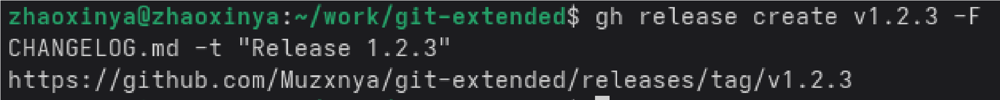 zhaoxinya@zhaoxinya:~/work/git-extended$ gh release create v1.2.3 -F
CHANGELOG.md -t "Release 1.2.3"
https://github.com/Muzxnya/git-extended/releases/tag/v1.2.3